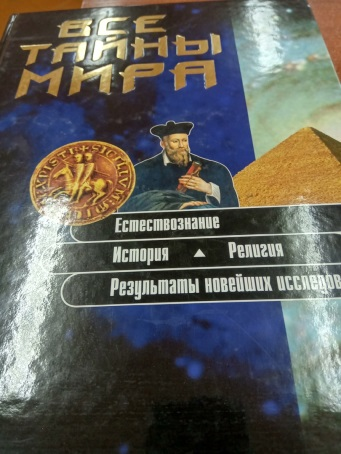 ВСЕ
ТАЙНЫ
МИРА
Естествознание
История ▲ Религия
Результаты новейших исследов